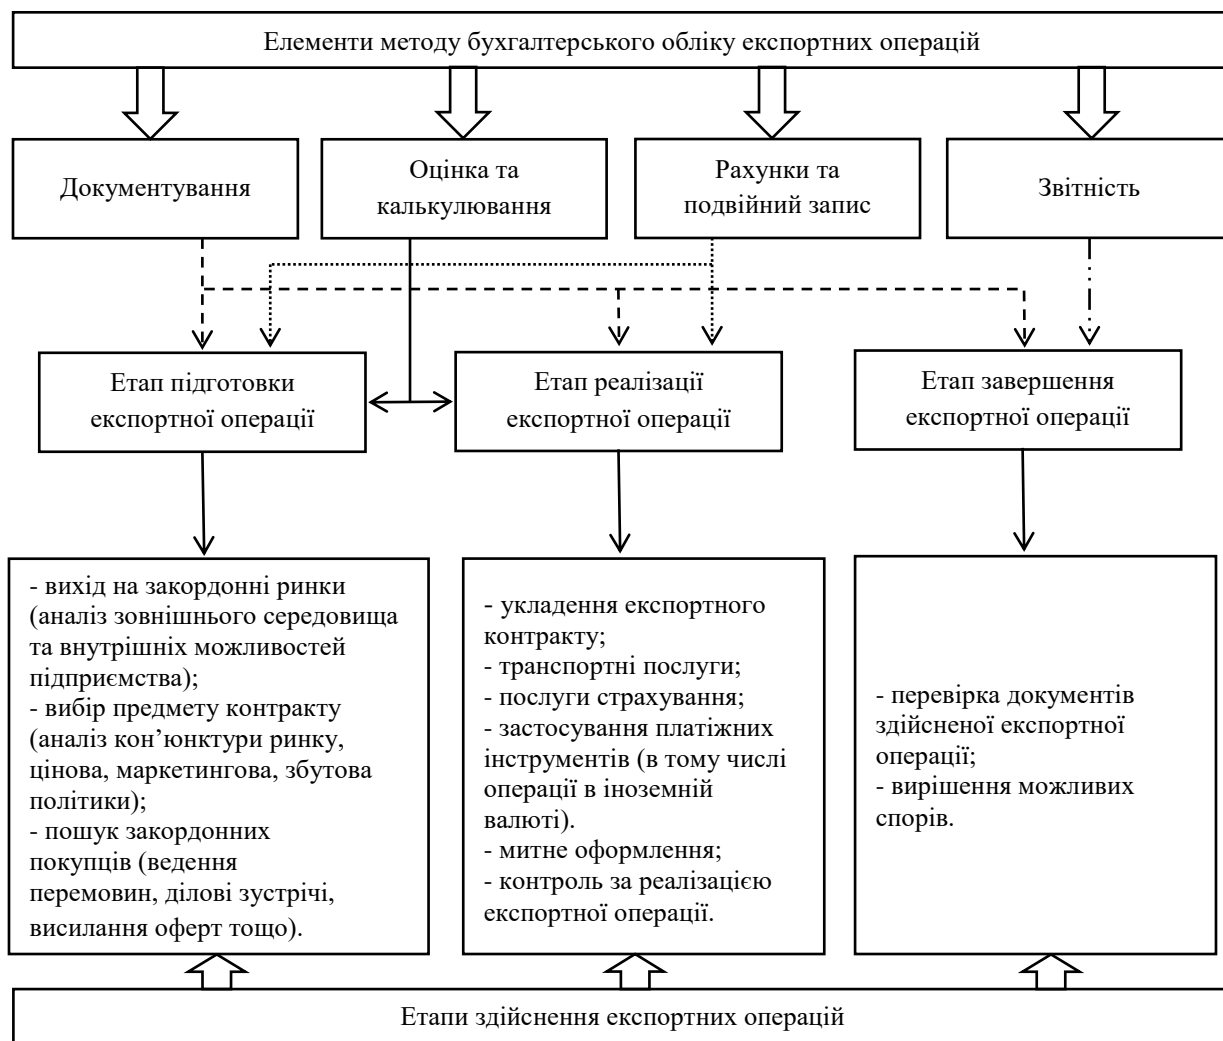 Елементи методу бухгалтерського обліку експортних операцій
Документування
Оцінка та
калькулювання
Рахунки та
подвійний запис
Звітність
Етап підготовки
експортної операції
Етап реалізації
експортної операції
Етап завершення
експортної операції
- вихід на закордонні ринки
(аналіз зовнішнього середовища
та внутрішніх можливостей
підприємства);
- вибір предмету контракту
(аналіз кон’юнктури ринку,
цінова, маркетингова, збутова
політики);
- пошук закордонних
покупців (ведення
перемовин, ділові зустрічі,
висилання оферт тощо).
- укладення експортного
контракту;
- транспортні послуги;
- послуги страхування;
- застосування платіжних
інструментів (в тому числі
операції в іноземній
валюті).
- митне оформлення;
- контроль за реалізацією
експортної операції.
- перевірка документів
здійсненої експортної
операції;
- вирішення можливих
спорів.
Етапи здійснення експортних операцій